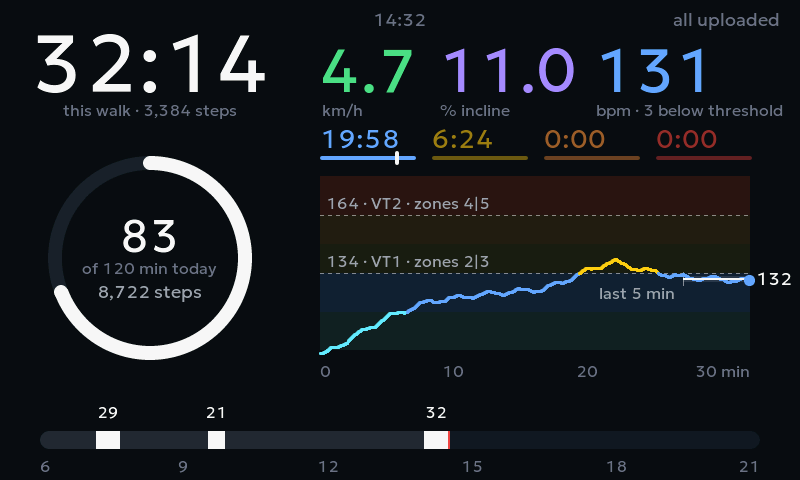 14:32
all uploaded
32:14
this walk · 3,384 steps
4.7
km/h
11.0
% incline
131
bpm · 3 below threshold
19:58
6:24
0:00
0:00
83
of 120 min today
8,722 steps
164 · VT2 · zones 4|5
134 · VT1 · zones 2|3
last 5 min
132
0 10 20 30 min
29 21 32
6 9 12 15 18 21